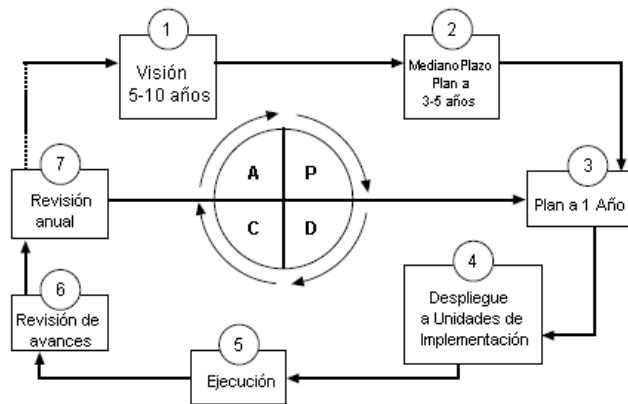 1
Visión
5-10 años
2
Mediano Plazo
Plan a
3-5 años
3
Plan a 1 Año
4
Despliegue
a Unidades de
Implementación
5
Ejecución
6
Revisión de
avances
7
Revisión
anual
A P
C D